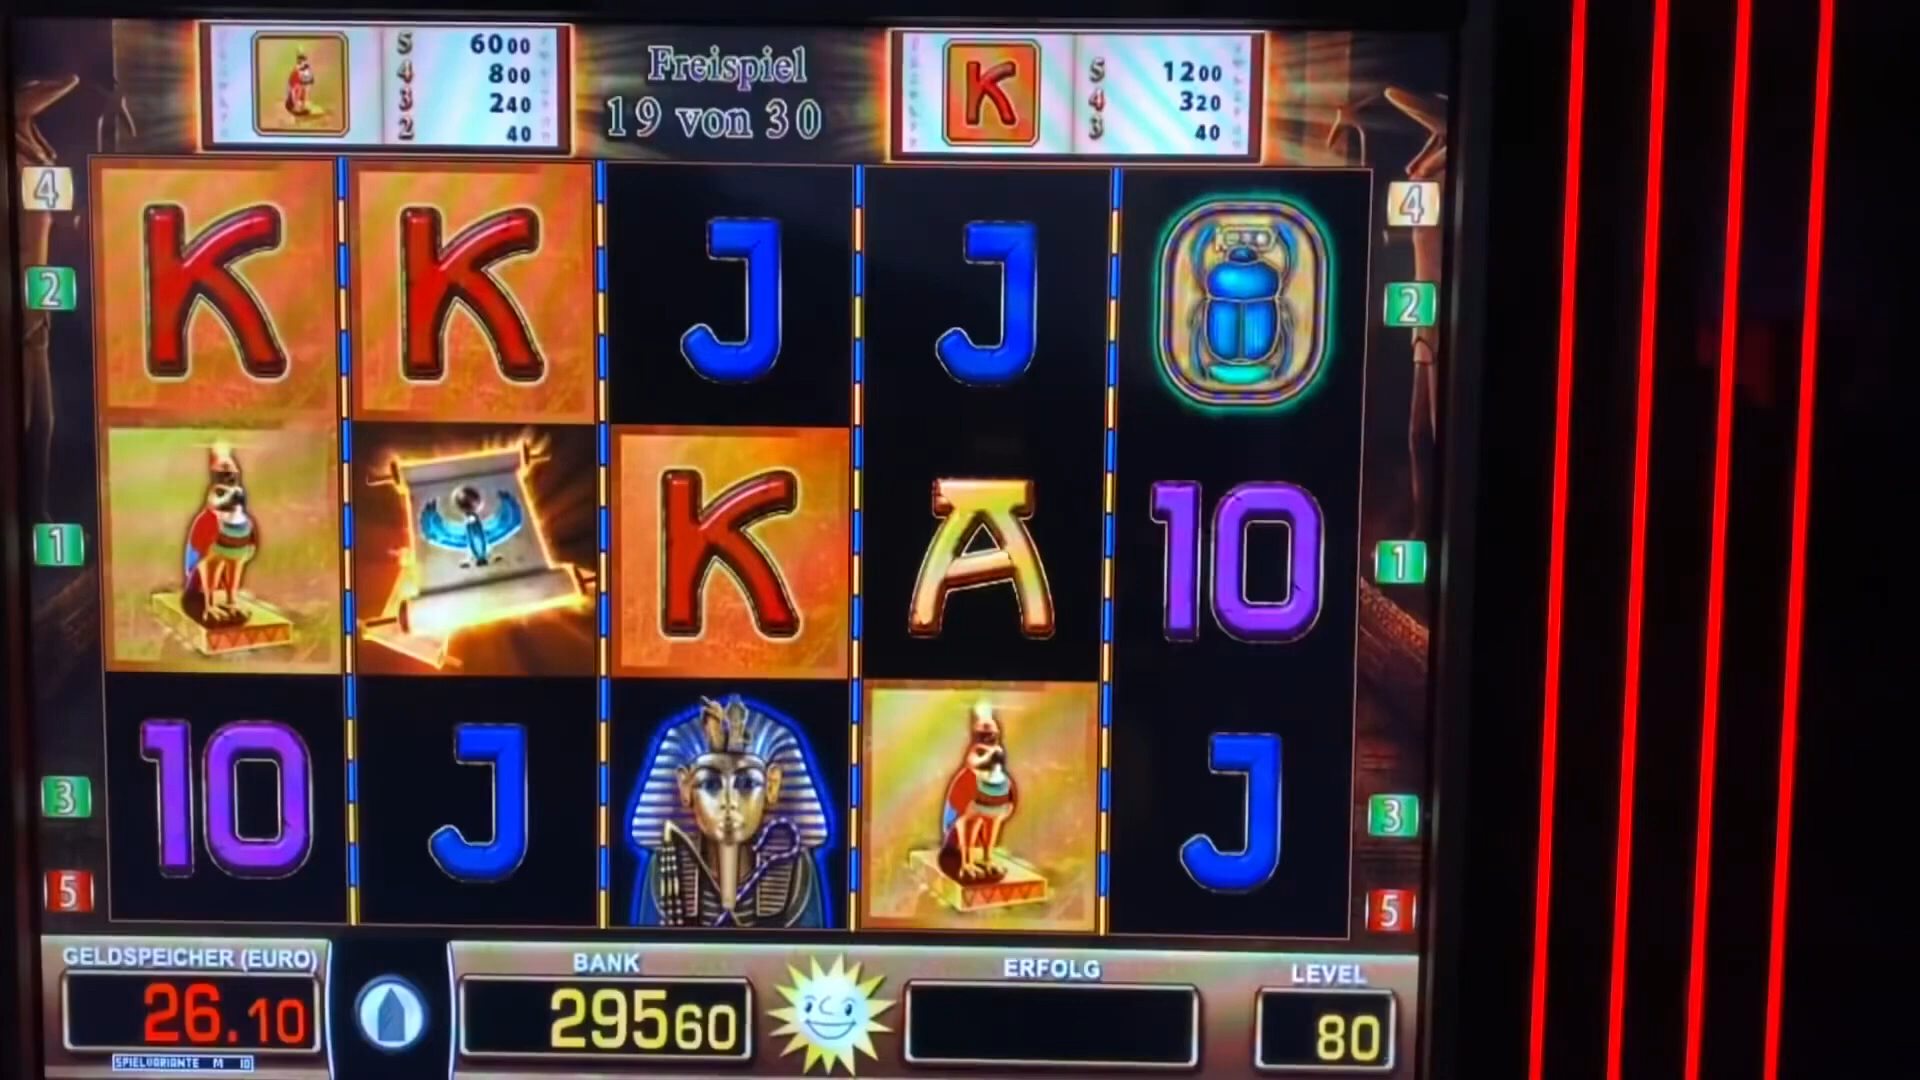 5 6000
4 800
3 240
2 40
Freispiel
19 von 30
K
5 1200
4 320
3 40
4 K K J J 4
2 2
1 K A 10 1
10 J J
3 3
5 5
GELDSPEICHER (EURO)
26.10
SPIELVARIANTE M 10
BANK
29560
ERFOLG
LEVEL
80